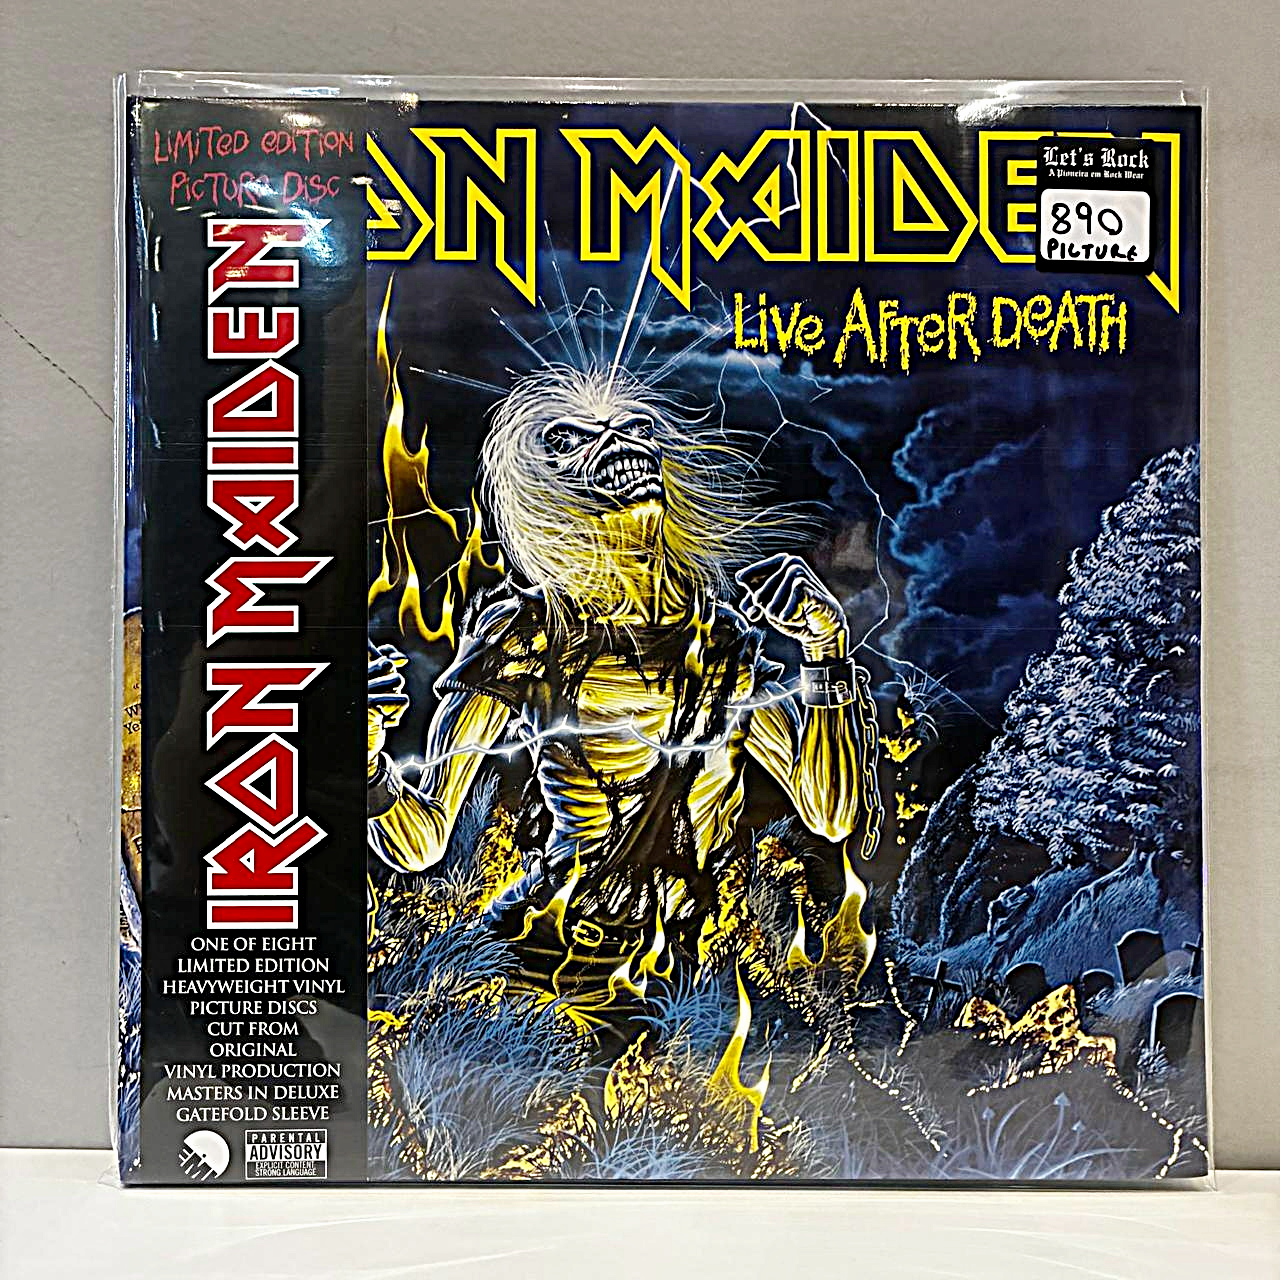 LIMITED EDITION
PICTURE DISC
IRON MAIDEN
ONE OF EIGHT
LIMITED EDITION
HEAVYWEIGHT VINYL
PICTURE DISCS
CUT FROM
ORIGINAL
VINYL PRODUCTION
MASTERS IN DELUXE
GATEFOLD SLEEVE
EMI
PARENTAL
ADVISORY
EXPLICIT CONTENT
STRONG LANGUAGE
ON MAIDEN
LIVE AFTER DEATH
Let's Rock
A Pioneira em Rock Wear
890
PICTURE